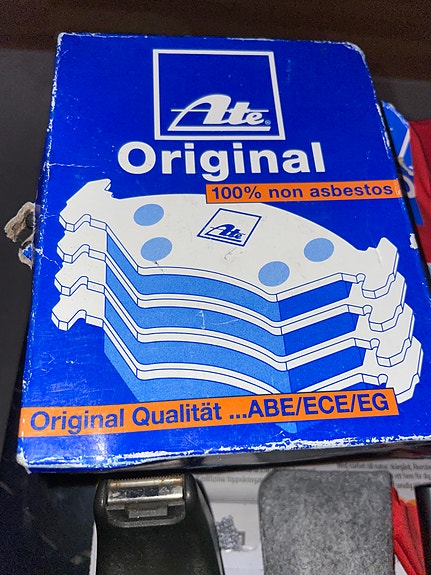 Ate
Original
100% non asbestos
Ate
Original Qualität ...ABE/ECE/EG